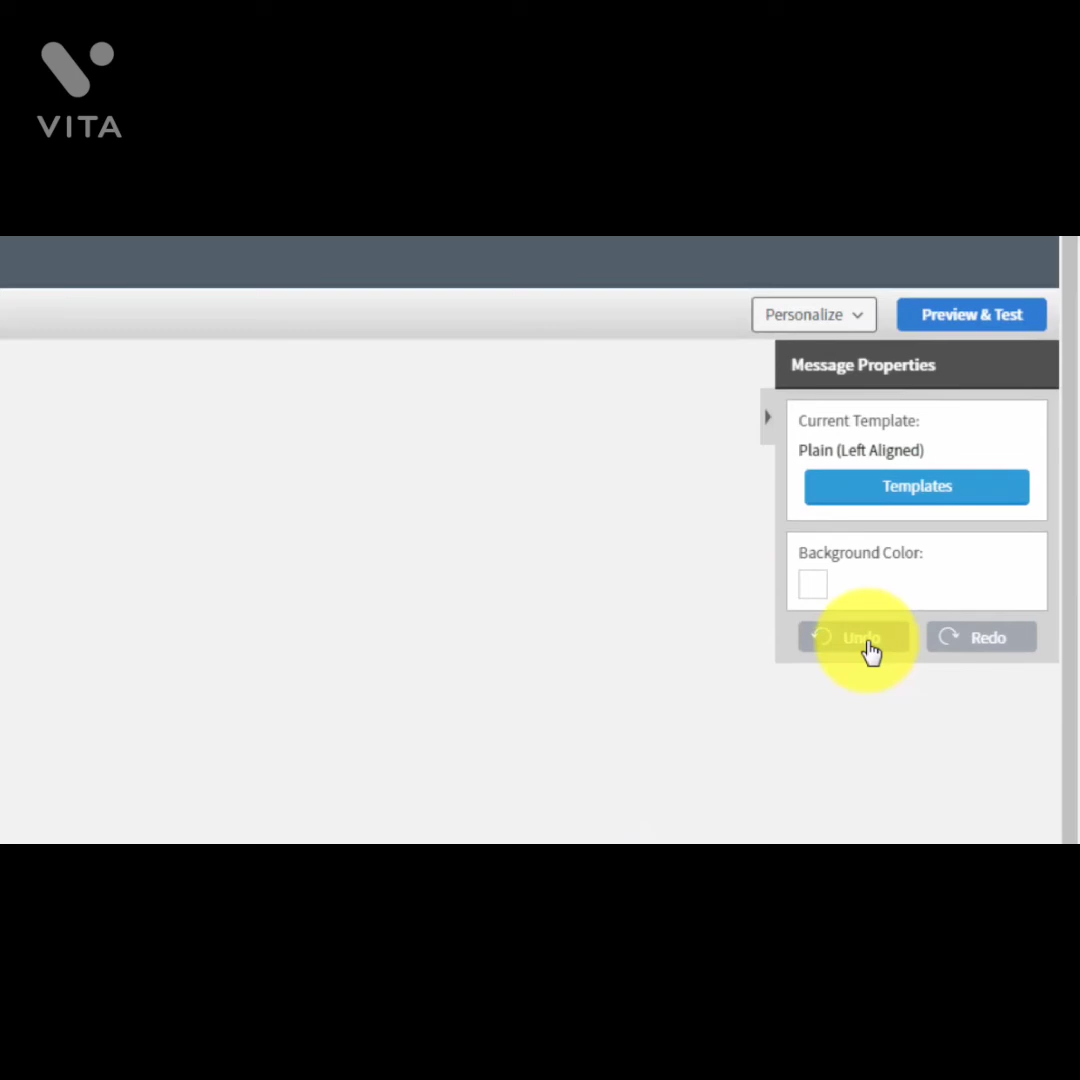 VITA
Personalize
Preview & Test
Message Properties
Current Template:
Plain (Left Aligned)
Templates
Background Color:
Undo
Redo